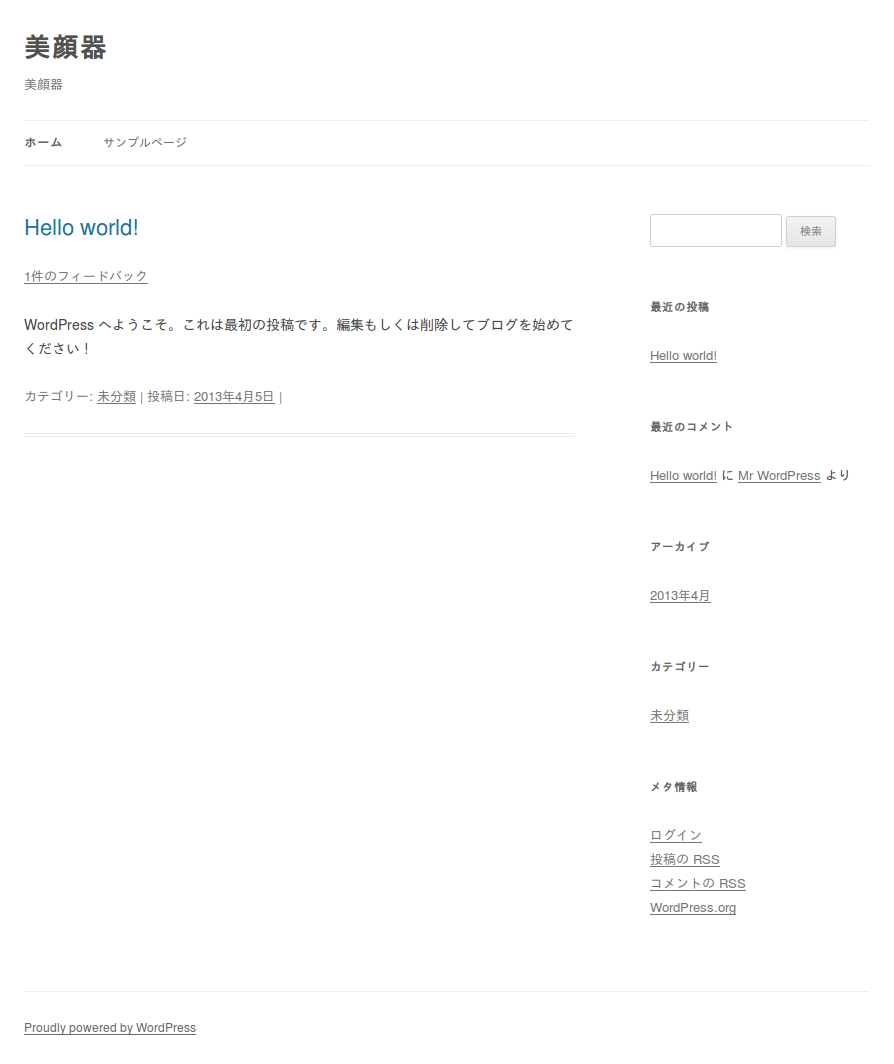 美顔器
美顔器
ホーム
サンプルページ
Hello world!
1件のフィードバック
WordPress へようこそ。これは最初の投稿です。編集もしくは削除してブログを始めて
ください !
カテゴリー: 未分類 | 投稿日: 2013年4月5日 |
検索
最近の投稿
Hello world!
最近のコメント
Hello world! に Mr WordPress より
アーカイブ
2013年4月
カテゴリー
未分類
メタ情報
ログイン
投稿の RSS
コメントの RSS
WordPress.org
Proudly powered by WordPress